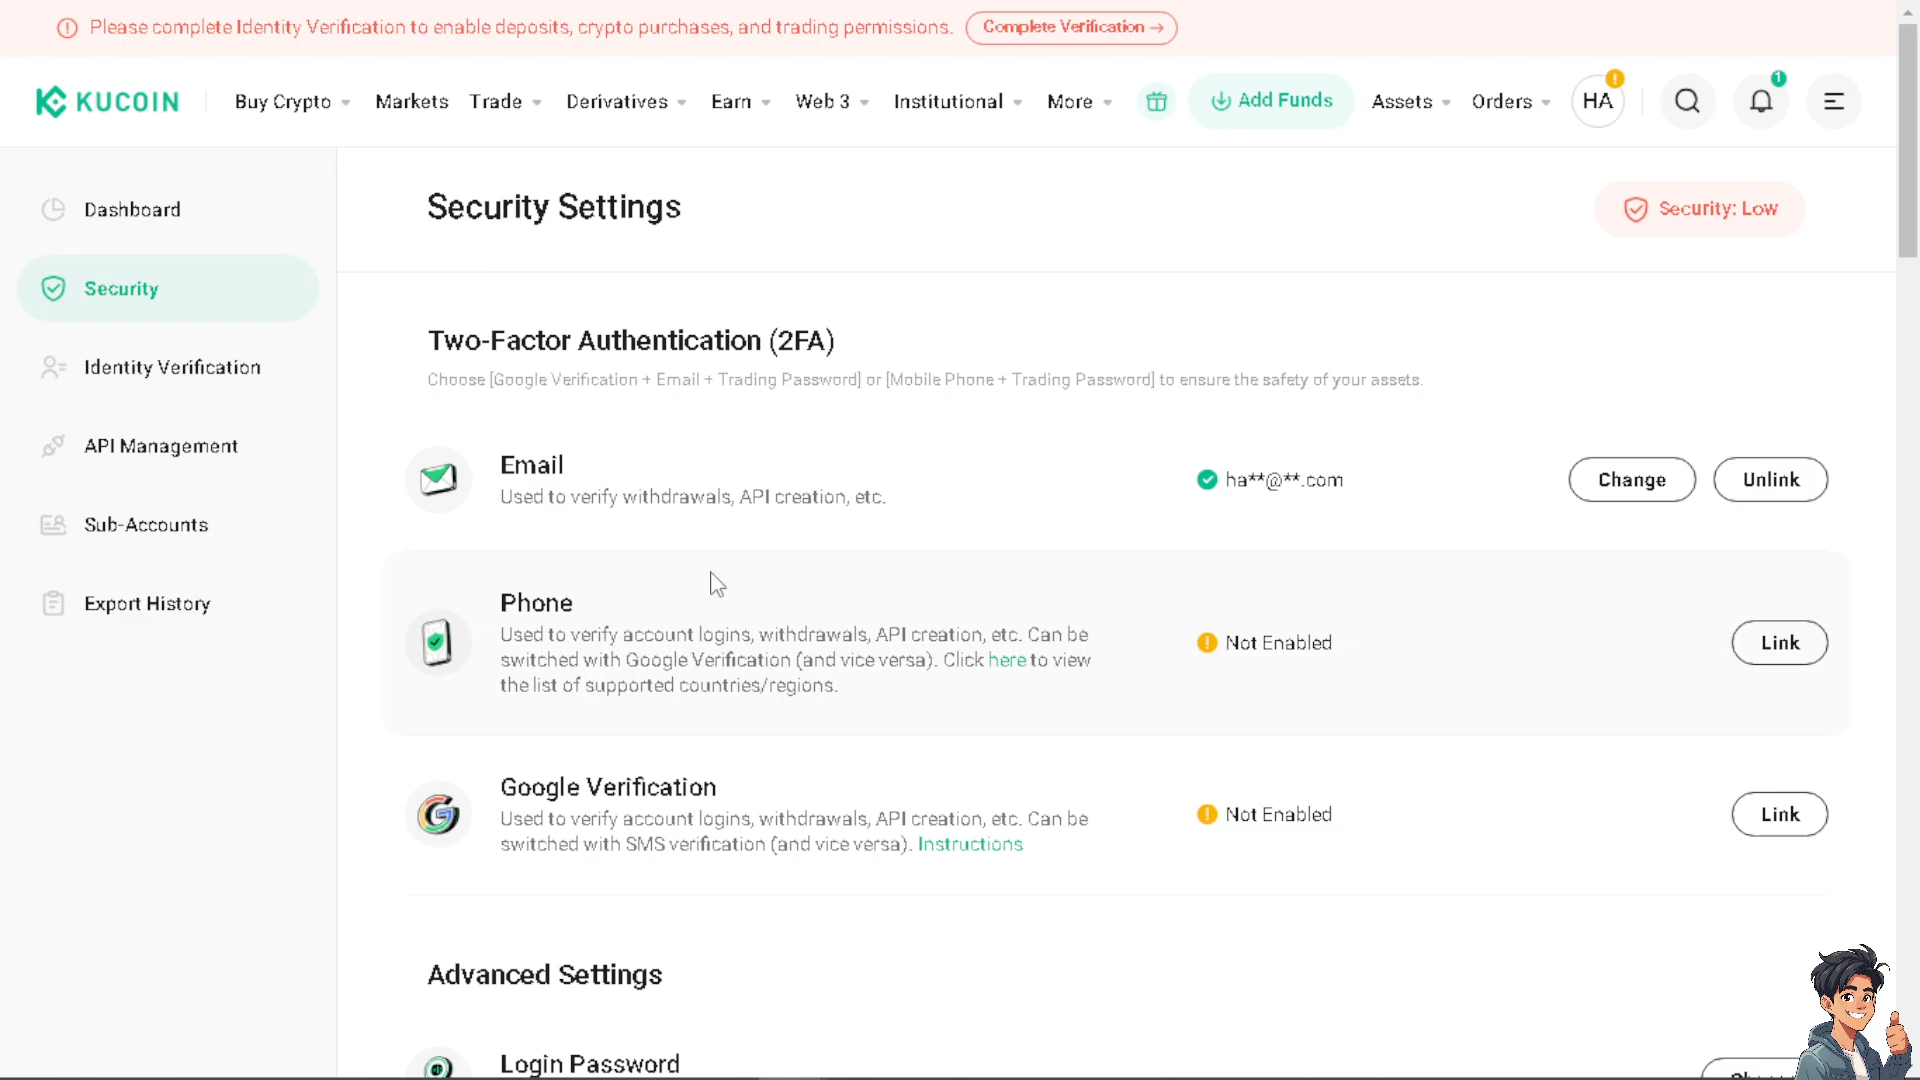 Please complete Identity Verification to enable deposits, crypto purchases, and trading permissions. Complete Verification →
KUCOIN Buy Crypto Markets Trade Derivatives Earn Web 3 Institutional More Add Funds Assets Orders HA 1
Dashboard
Security
Identity Verification
API Management
Sub-Accounts
Export History
Security Settings
Security: Low
Two-Factor Authentication (2FA)
Choose [Google Verification + Email + Trading Password] or [Mobile Phone + Trading Password] to ensure the safety of your assets.
Email
Used to verify withdrawals, API creation, etc.
ha**@**.com
Change
Unlink
Phone
Used to verify account logins, withdrawals, API creation, etc. Can be
switched with Google Verification (and vice versa). Click here to view
the list of supported countries/regions.
Not Enabled
Link
Google Verification
Used to verify account logins, withdrawals, API creation, etc. Can be
switched with SMS verification (and vice versa). Instructions
Not Enabled
Link
Advanced Settings
Login Password